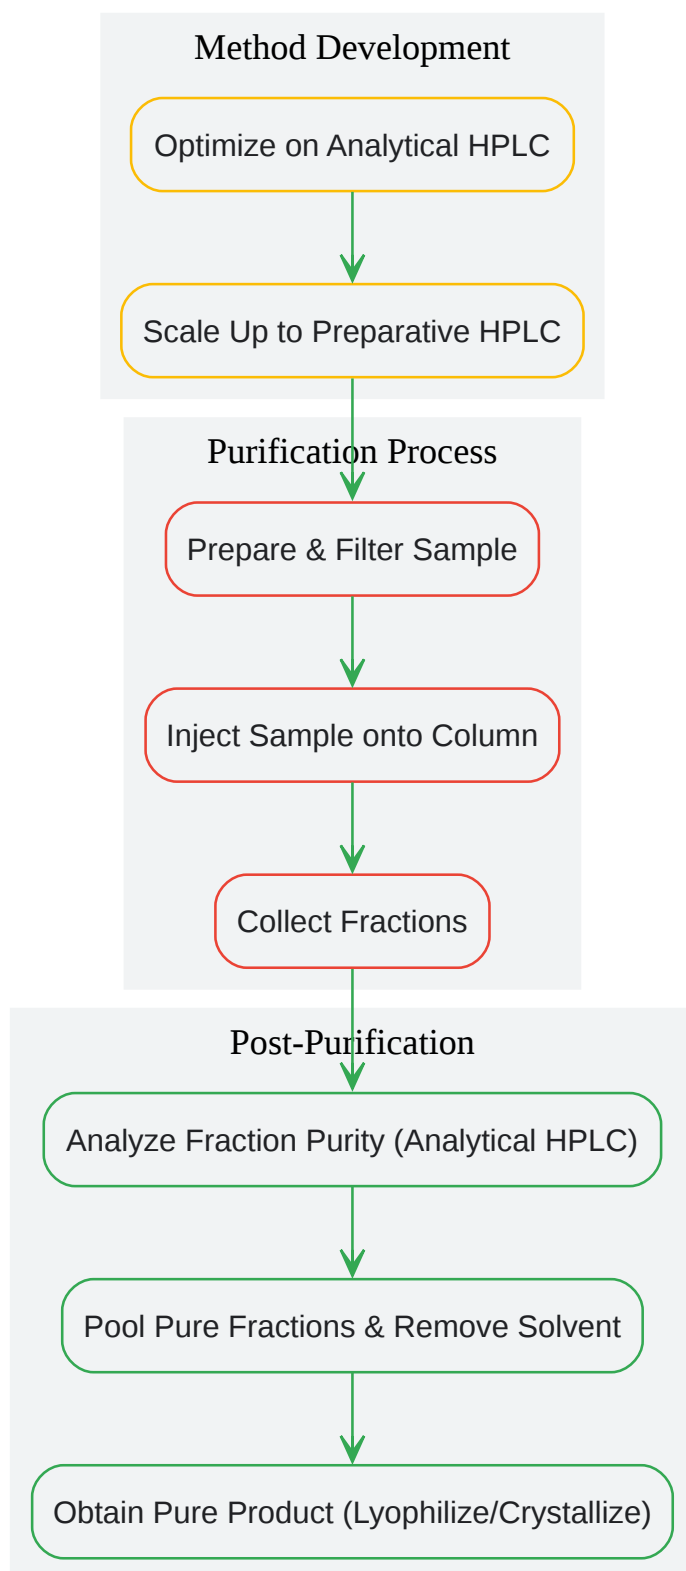 Method Development
Optimize on Analytical HPLC
Scale Up to Preparative HPLC
Purification Process
Prepare & Filter Sample
Inject Sample onto Column
Collect Fractions
Post-Purification
Analyze Fraction Purity (Analytical HPLC)
Pool Pure Fractions & Remove Solvent
Obtain Pure Product (Lyophilize/Crystallize)